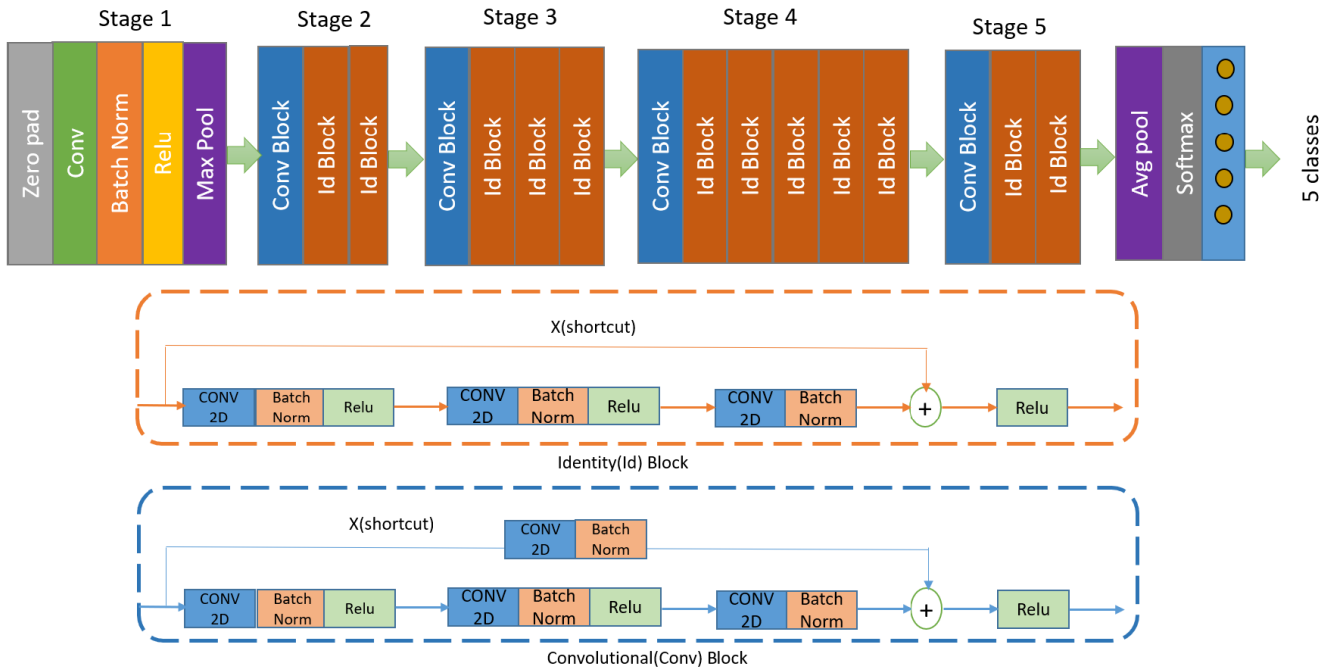 Stage 1
Stage 2
Stage 3
Stage 4
Stage 5
Zero pad
Conv
Batch Norm
Relu
Max Pool
Conv Block
Id Block
Id Block
Conv Block
Id Block
Id Block
Id Block
Conv Block
Id Block
Id Block
Id Block
Id Block
Id Block
Conv Block
Id Block
Id Block
Avg pool
Softmax
5 classes
X(shortcut)
CONV
2D
Batch
Norm
Relu
CONV
2D
Batch
Norm
Relu
CONV
2D
Batch
Norm
+
Relu
Identity(Id) Block
X(shortcut)
CONV
2D
Batch
Norm
CONV
2D
Batch
Norm
Relu
CONV
2D
Batch
Norm
Relu
CONV
2D
Batch
Norm
+
Relu
Convolutional(Conv) Block